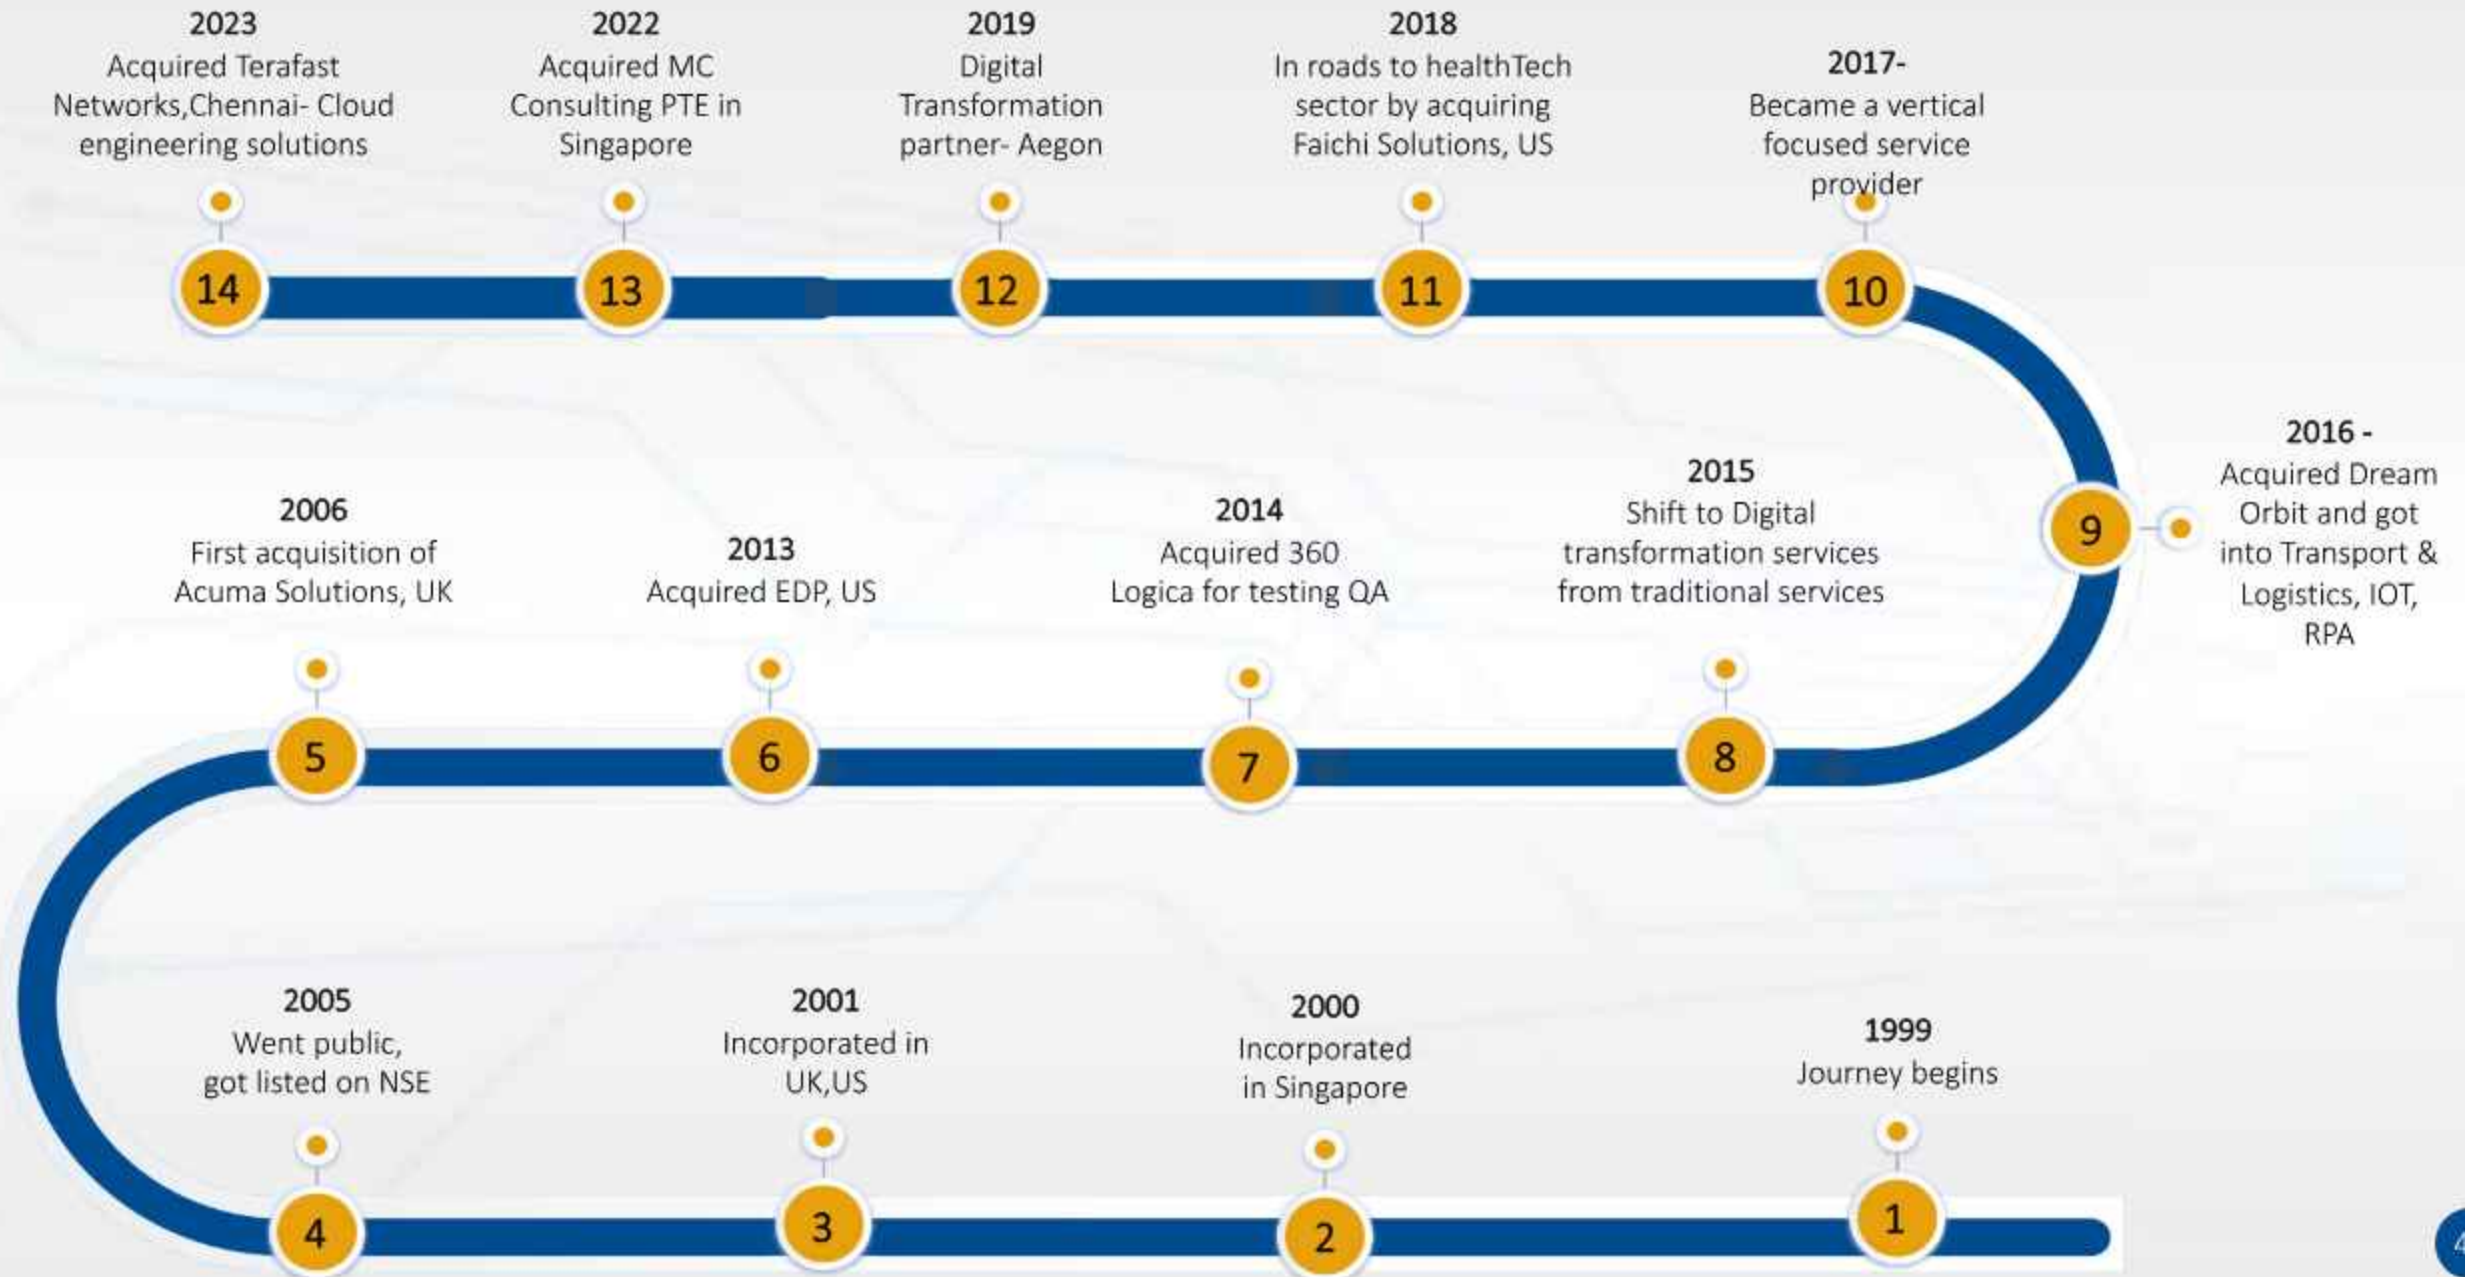 2023
Acquired Terafast
Networks,Chennai- Cloud
engineering solutions
14
2022
Acquired MC
Consulting PTE in
Singapore
13
2019
Digital
Transformation
partner- Aegon
12
2018
In roads to healthTech
sector by acquiring
Faichi Solutions, US
11
2017-
Became a vertical
focused service
provider
10
2016 -
Acquired Dream
Orbit and got
into Transport &
Logistics, IOT,
RPA
9
2006
First acquisition of
Acuma Solutions, UK
5
2013
Acquired EDP, US
6
2014
Acquired 360
Logica for testing QA
7
2015
Shift to Digital
transformation services
from traditional services
8
2005
Went public,
got listed on NSE
4
2001
Incorporated in
UK,US
3
2000
Incorporated
in Singapore
2
1999
Journey begins
1
4